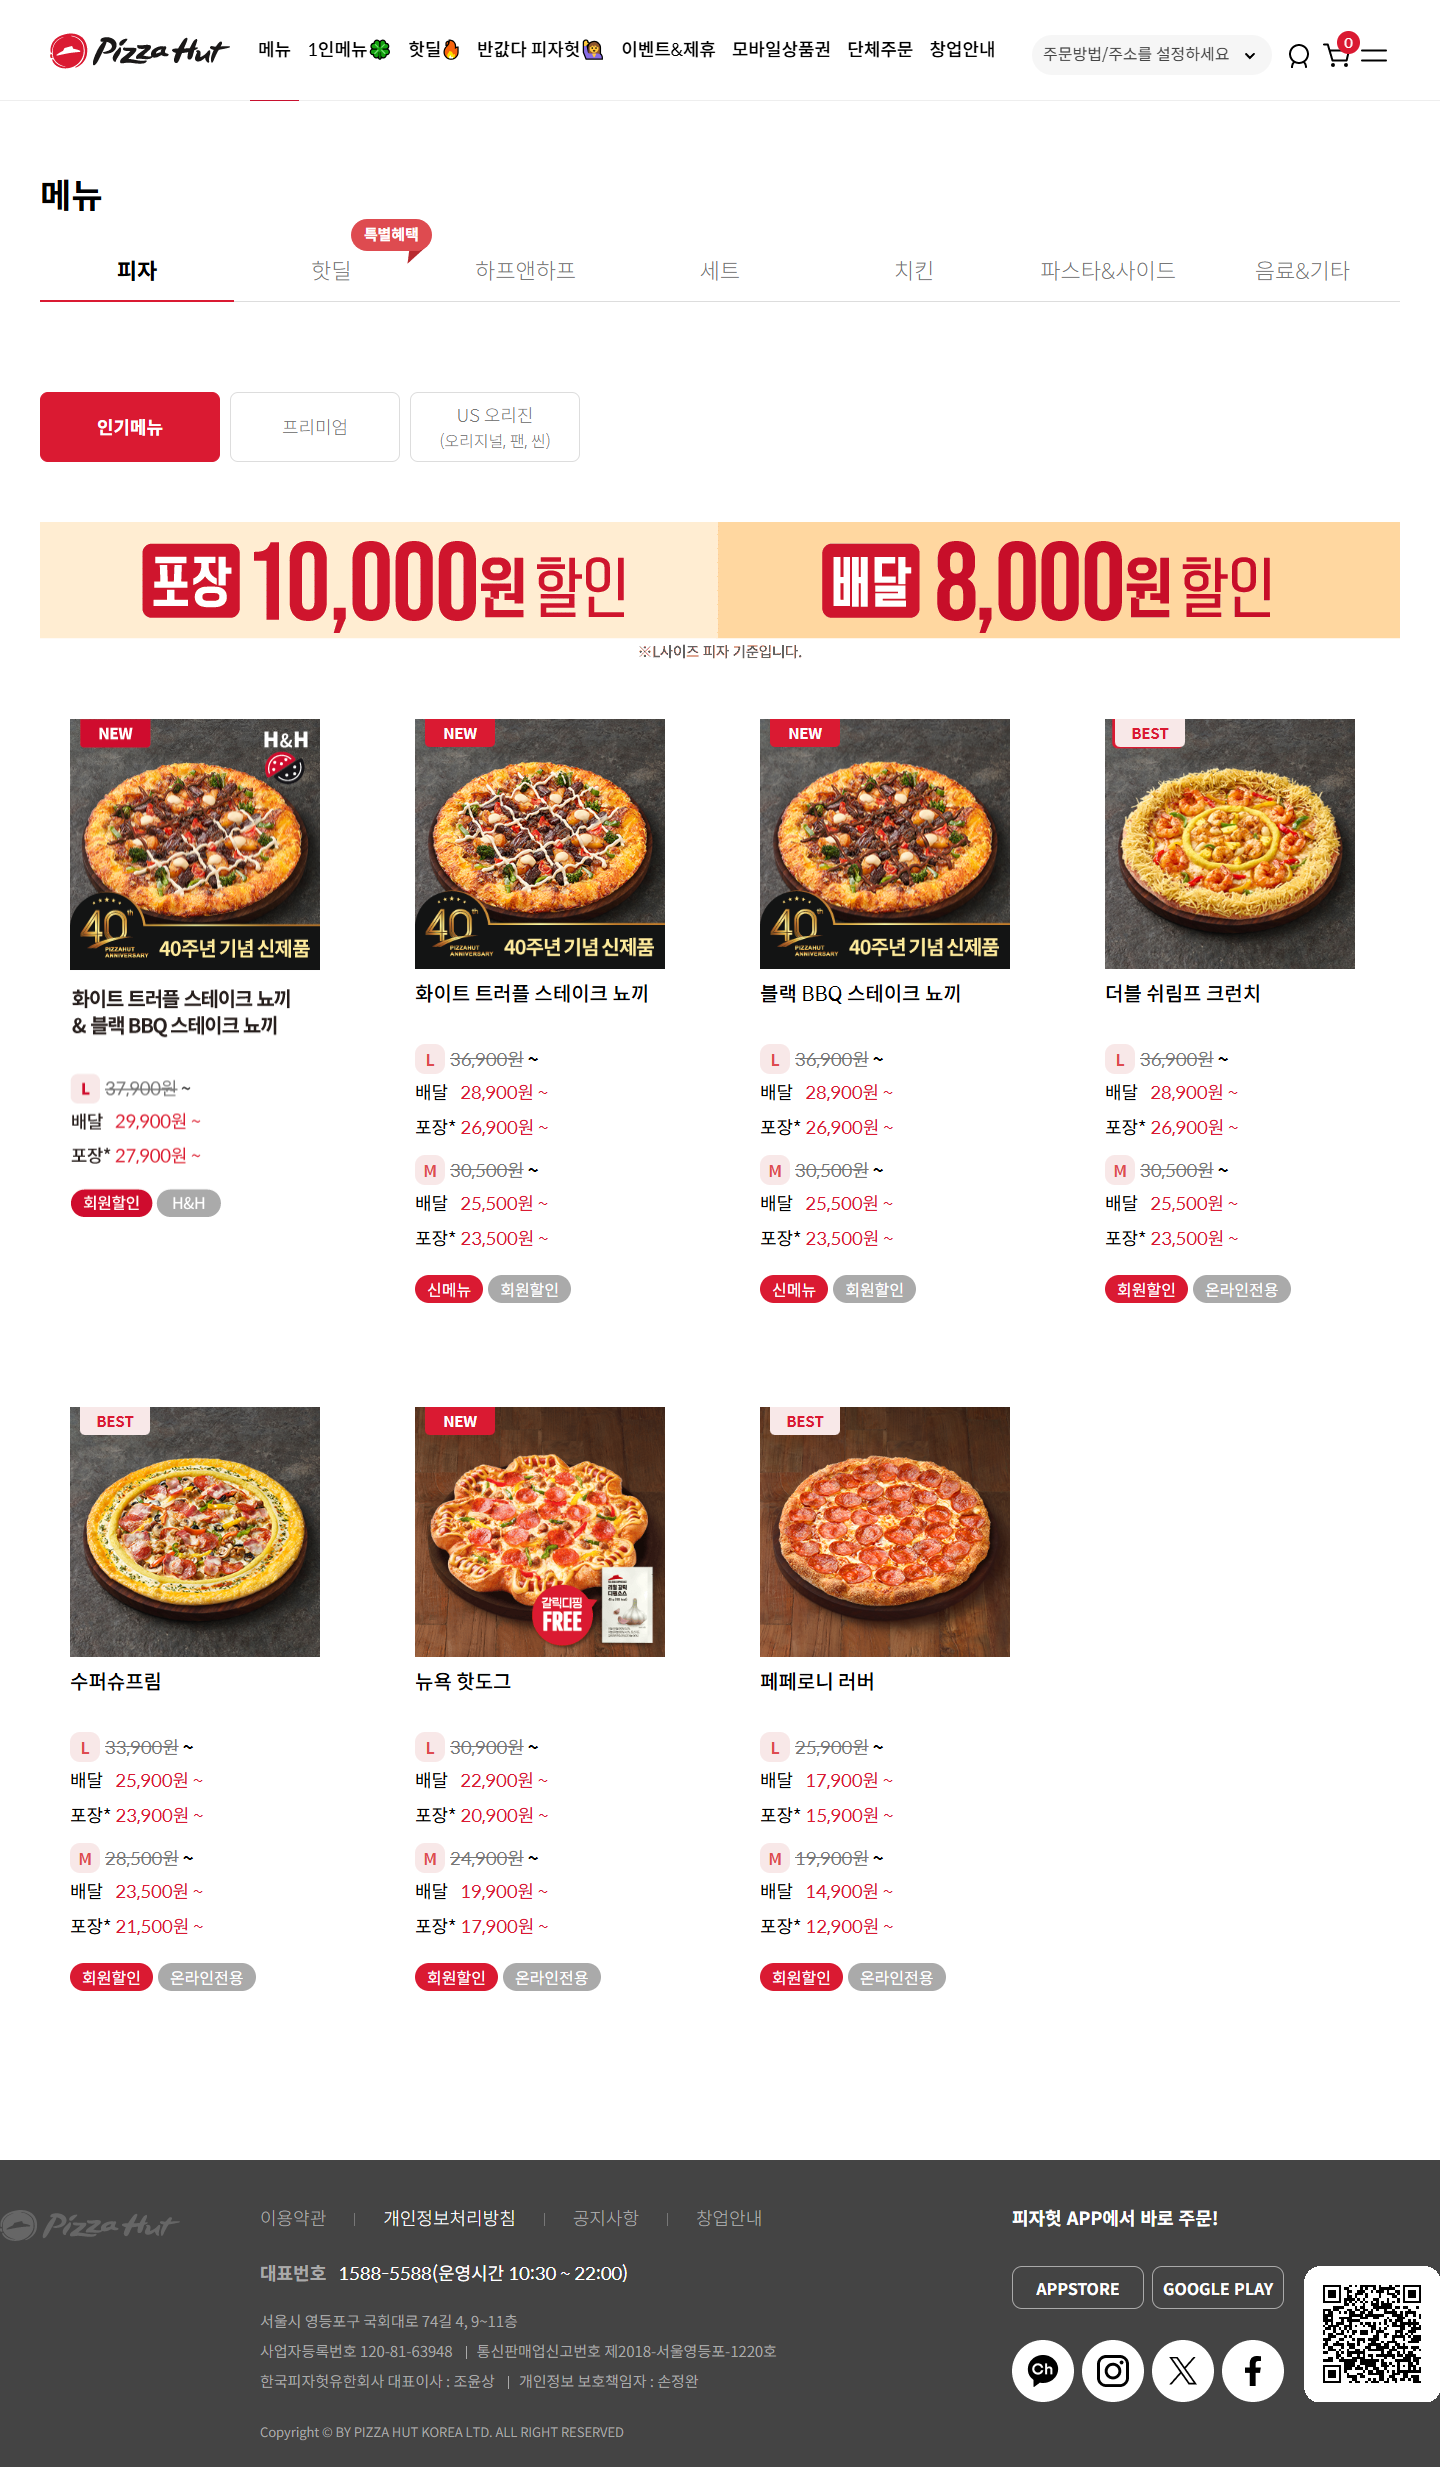 Pizza Hut
메뉴 1인메뉴🍀 핫딜🔥 반값다 피자헛🙋 이벤트&제휴 모바일상품권 단체주문 창업안내
주문방법/주소를 설정하세요
0
메뉴
특별혜택
피자 핫딜 하프앤하프 세트 치킨 파스타&사이드 음료&기타
인기메뉴 프리미엄 US 오리진
(오리지널, 팬, 씬)
포장 10,000원 할인 배달 8,000원 할인
※L사이즈 피자 기준입니다.
NEW
H&H
40th
PIZZAHUT
ANNIVERSARY
40주년 기념 신제품
화이트 트러플 스테이크 뇨끼
& 블랙 BBQ 스테이크 뇨끼
L 37,900원 ~
배달 29,900원 ~
포장* 27,900원 ~
회원할인 H&H
NEW
40th
PIZZAHUT
ANNIVERSARY
40주년 기념 신제품
화이트 트러플 스테이크 뇨끼
L 36,900원 ~
배달 28,900원 ~
포장* 26,900원 ~
M 30,500원 ~
배달 25,500원 ~
포장* 23,500원 ~
신메뉴 회원할인
NEW
40th
PIZZAHUT
ANNIVERSARY
40주년 기념 신제품
블랙 BBQ 스테이크 뇨끼
L 36,900원 ~
배달 28,900원 ~
포장* 26,900원 ~
M 30,500원 ~
배달 25,500원 ~
포장* 23,500원 ~
신메뉴 회원할인
BEST
더블 쉬림프 크런치
L 36,900원 ~
배달 28,900원 ~
포장* 26,900원 ~
M 30,500원 ~
배달 25,500원 ~
포장* 23,500원 ~
회원할인 온라인전용
BEST
수퍼슈프림
L 33,900원 ~
배달 25,900원 ~
포장* 23,900원 ~
M 28,500원 ~
배달 23,500원 ~
포장* 21,500원 ~
회원할인 온라인전용
NEW
갈릭디핑
FREE
리얼 갈릭
디핑소스
뉴욕 핫도그
L 30,900원 ~
배달 22,900원 ~
포장* 20,900원 ~
M 24,900원 ~
배달 19,900원 ~
포장* 17,900원 ~
회원할인 온라인전용
BEST
페페로니 러버
L 25,900원 ~
배달 17,900원 ~
포장* 15,900원 ~
M 19,900원 ~
배달 14,900원 ~
포장* 12,900원 ~
회원할인 온라인전용
Pizza Hut
이용약관 | 개인정보처리방침 | 공지사항 | 창업안내
대표번호 1588-5588(운영시간 10:30 ~ 22:00)
서울시 영등포구 국회대로 74길 4, 9~11층
사업자등록번호 120-81-63948 | 통신판매업신고번호 제2018-서울영등포-1220호
한국피자헛유한회사 대표이사 : 조윤상 | 개인정보 보호책임자 : 손정완
Copyright © BY PIZZA HUT KOREA LTD. ALL RIGHT RESERVED
피자헛 APP에서 바로 주문!
APPSTORE GOOGLE PLAY
Ch